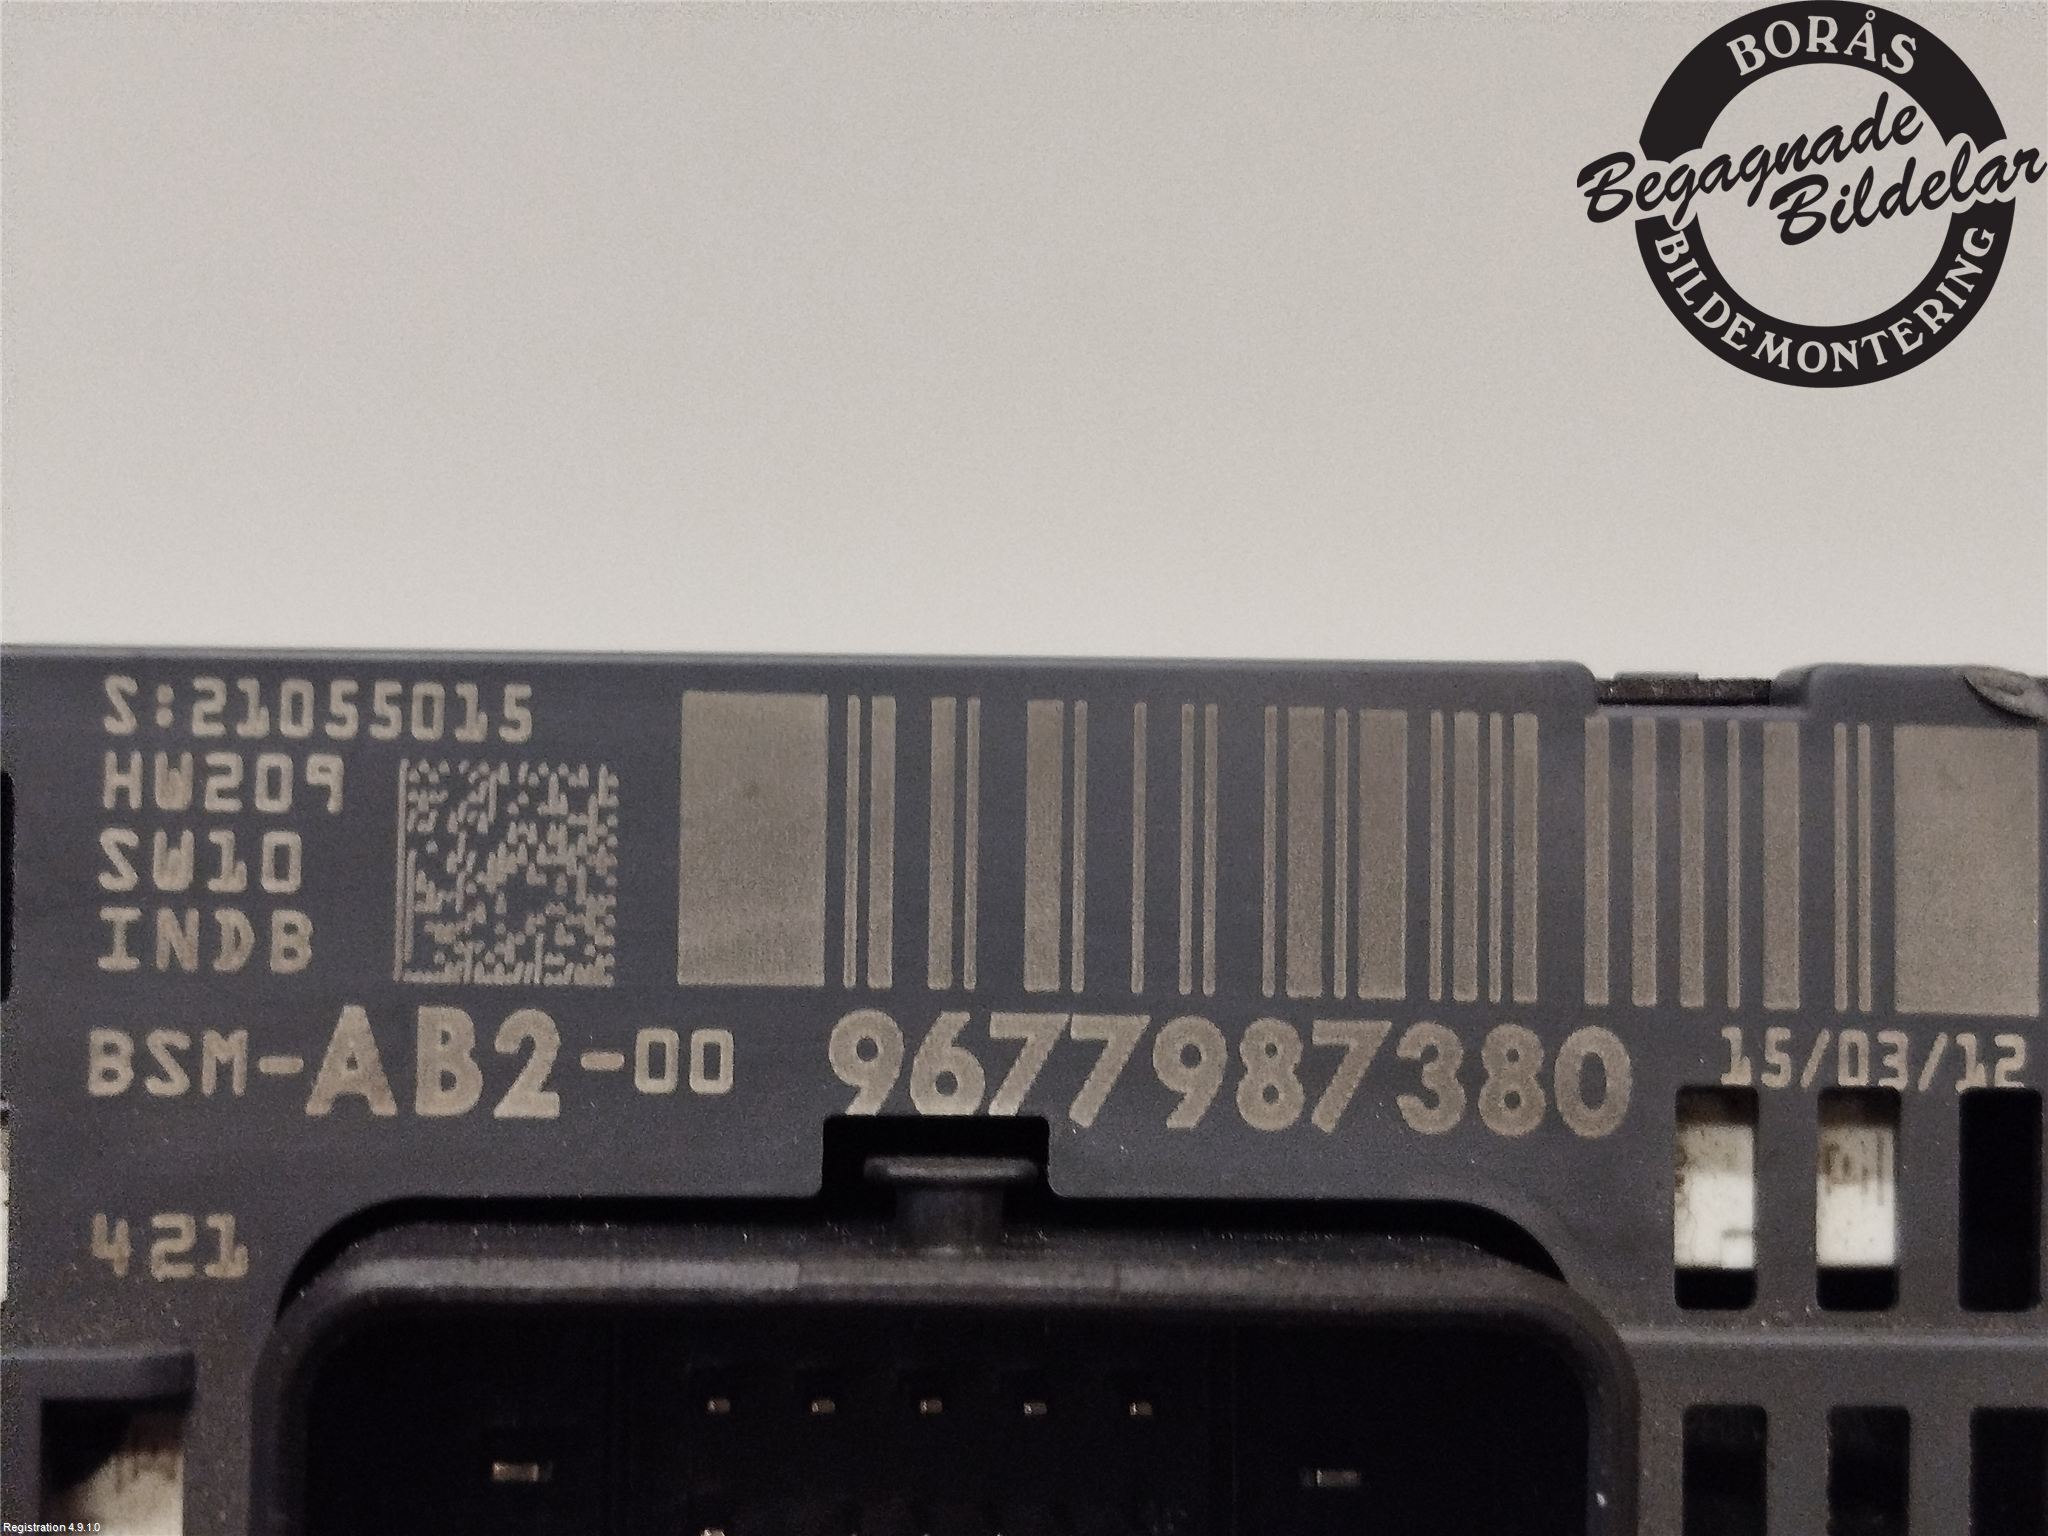 BORÅS
Begagnade
Bildelar
BILDEMONTERING
S:21055015
HW209
SW10
INDB
BSM-AB2-00 9677987380 15/03/12
421
Registration 4.9.1.0